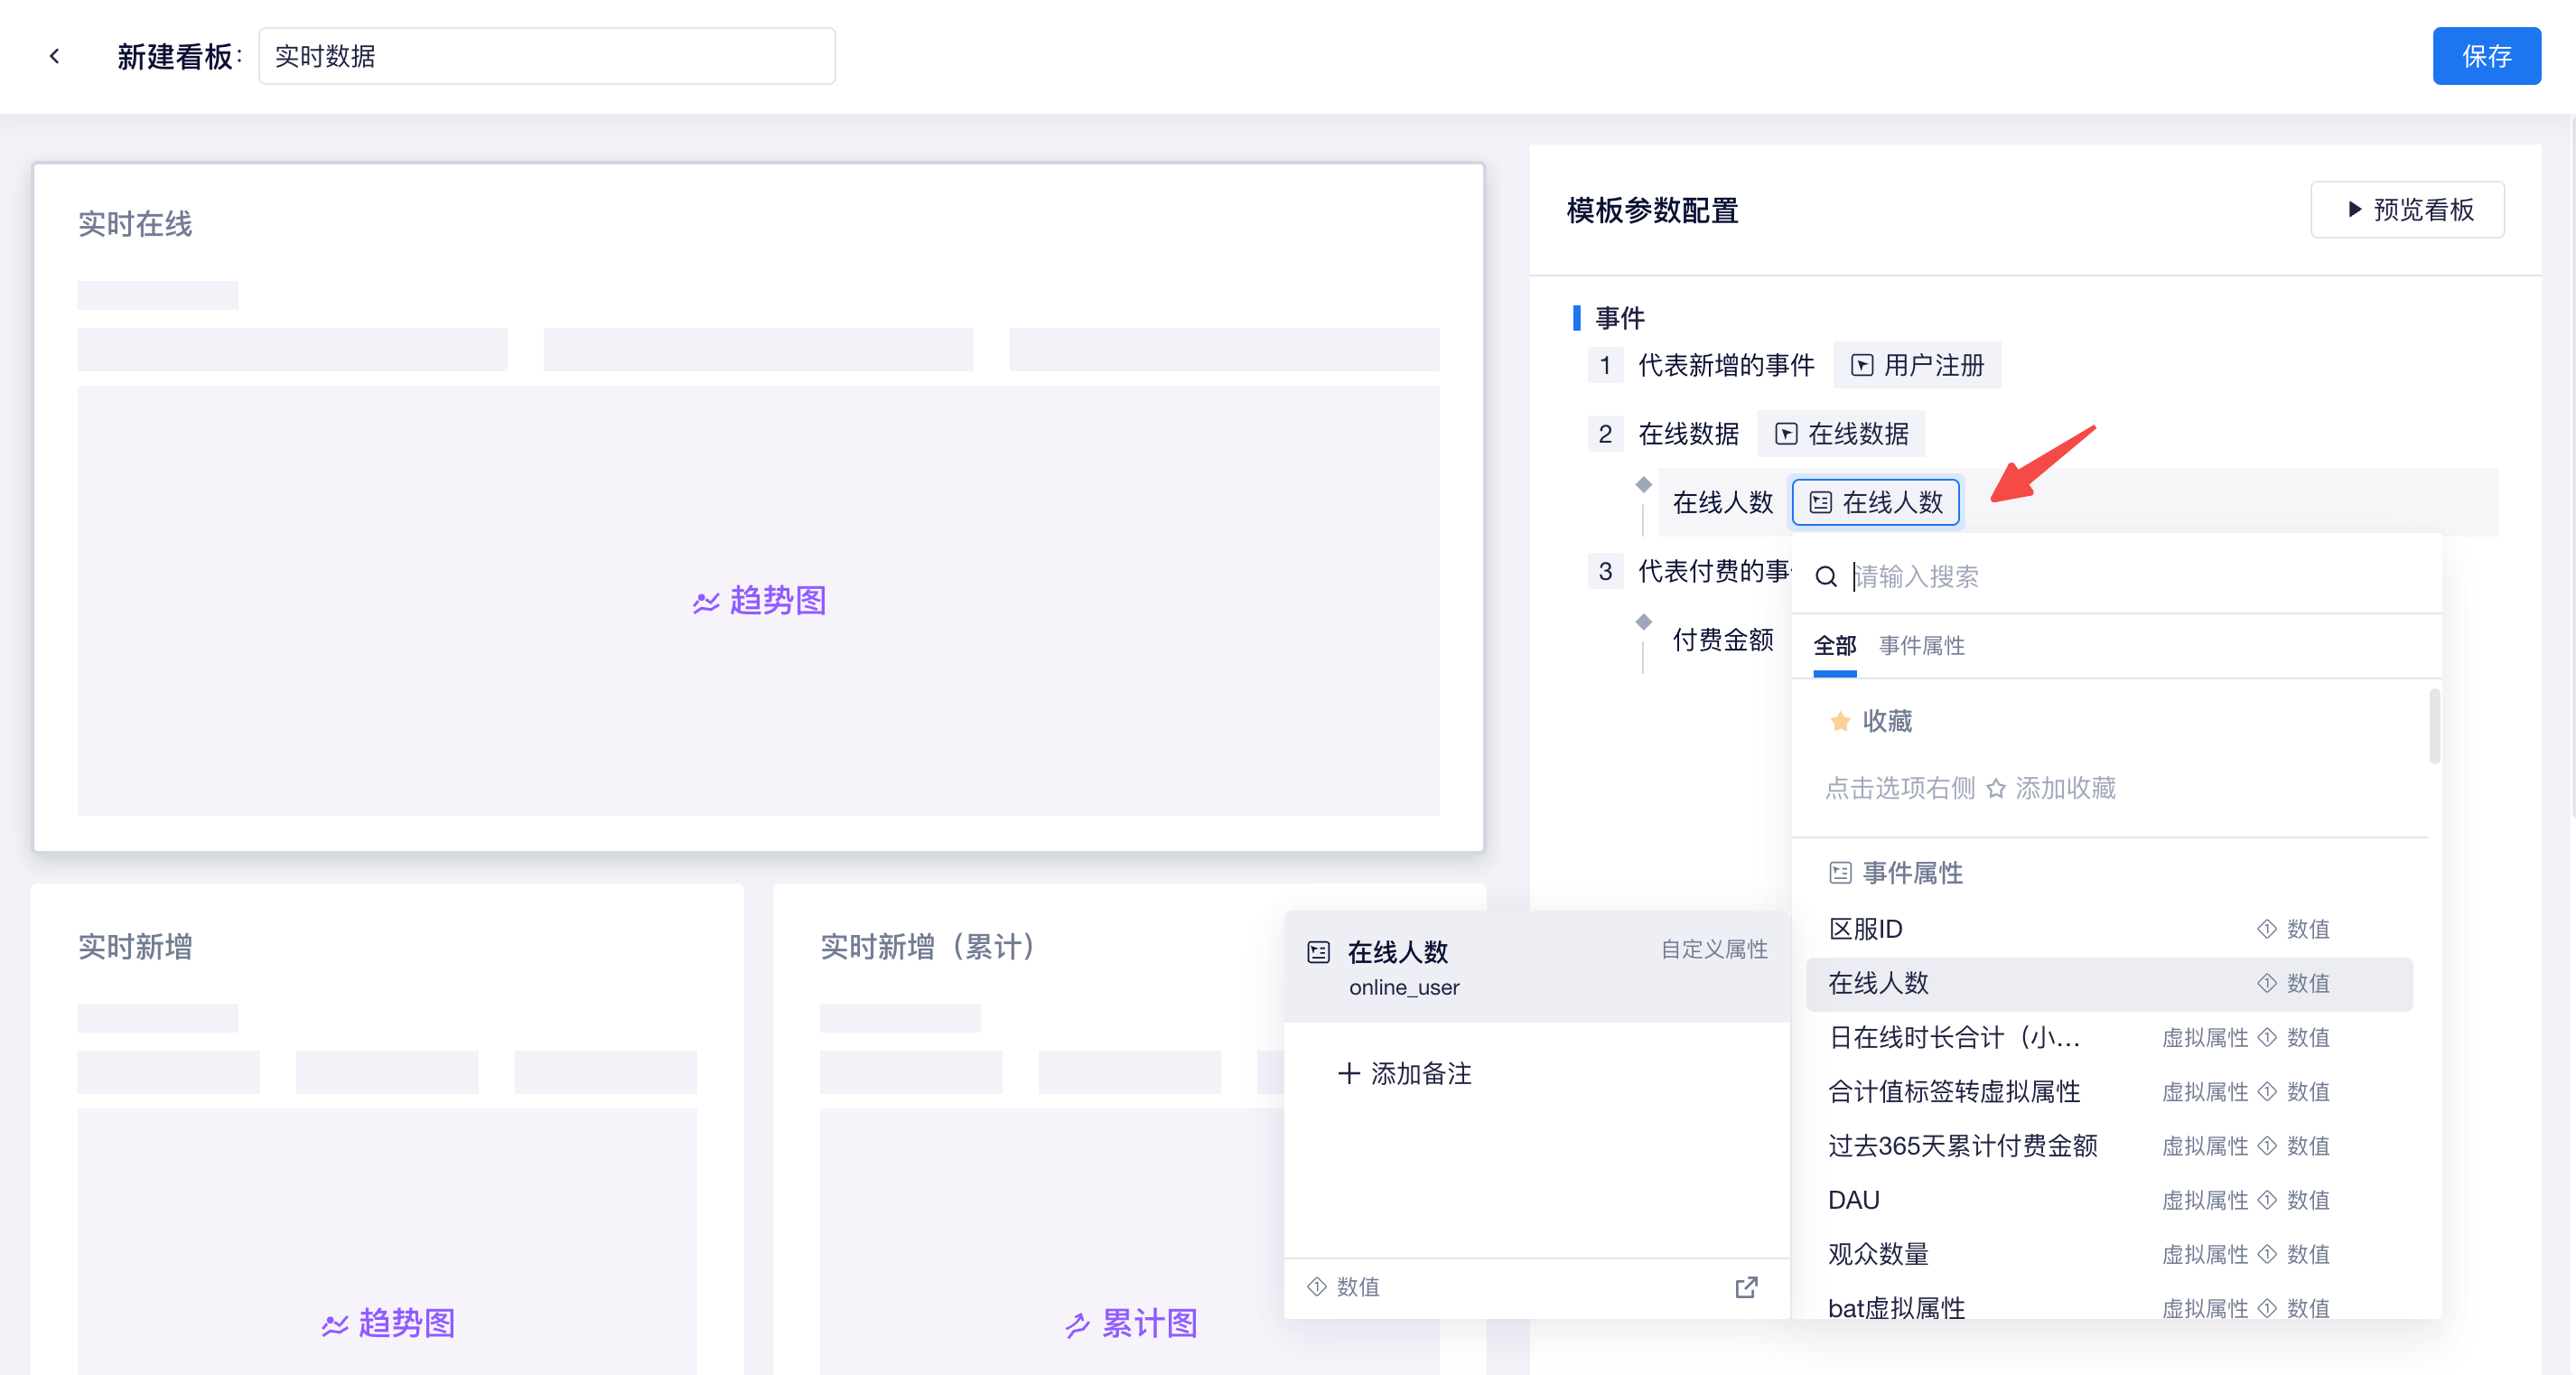 新建看板：
实时数据
保存
实时在线
趋势图
实时新增
趋势图
实时新增（累计）
累计图
模板参数配置
预览看板
事件
1 代表新增的事件 用户注册
2 在线数据 在线数据
在线人数 在线人数
3 代表付费的事
付费金额
请输入搜索
全部 事件属性
收藏
点击选项右侧 添加收藏
事件属性
区服ID 数值
在线人数 数值
日在线时长合计（小... 虚拟属性 数值
合计值标签转虚拟属性 虚拟属性 数值
过去365天累计付费金额 虚拟属性 数值
DAU 虚拟属性 数值
观众数量 虚拟属性 数值
bat虚拟属性 虚拟属性 数值
在线人数 自定义属性
online_user
添加备注
数值